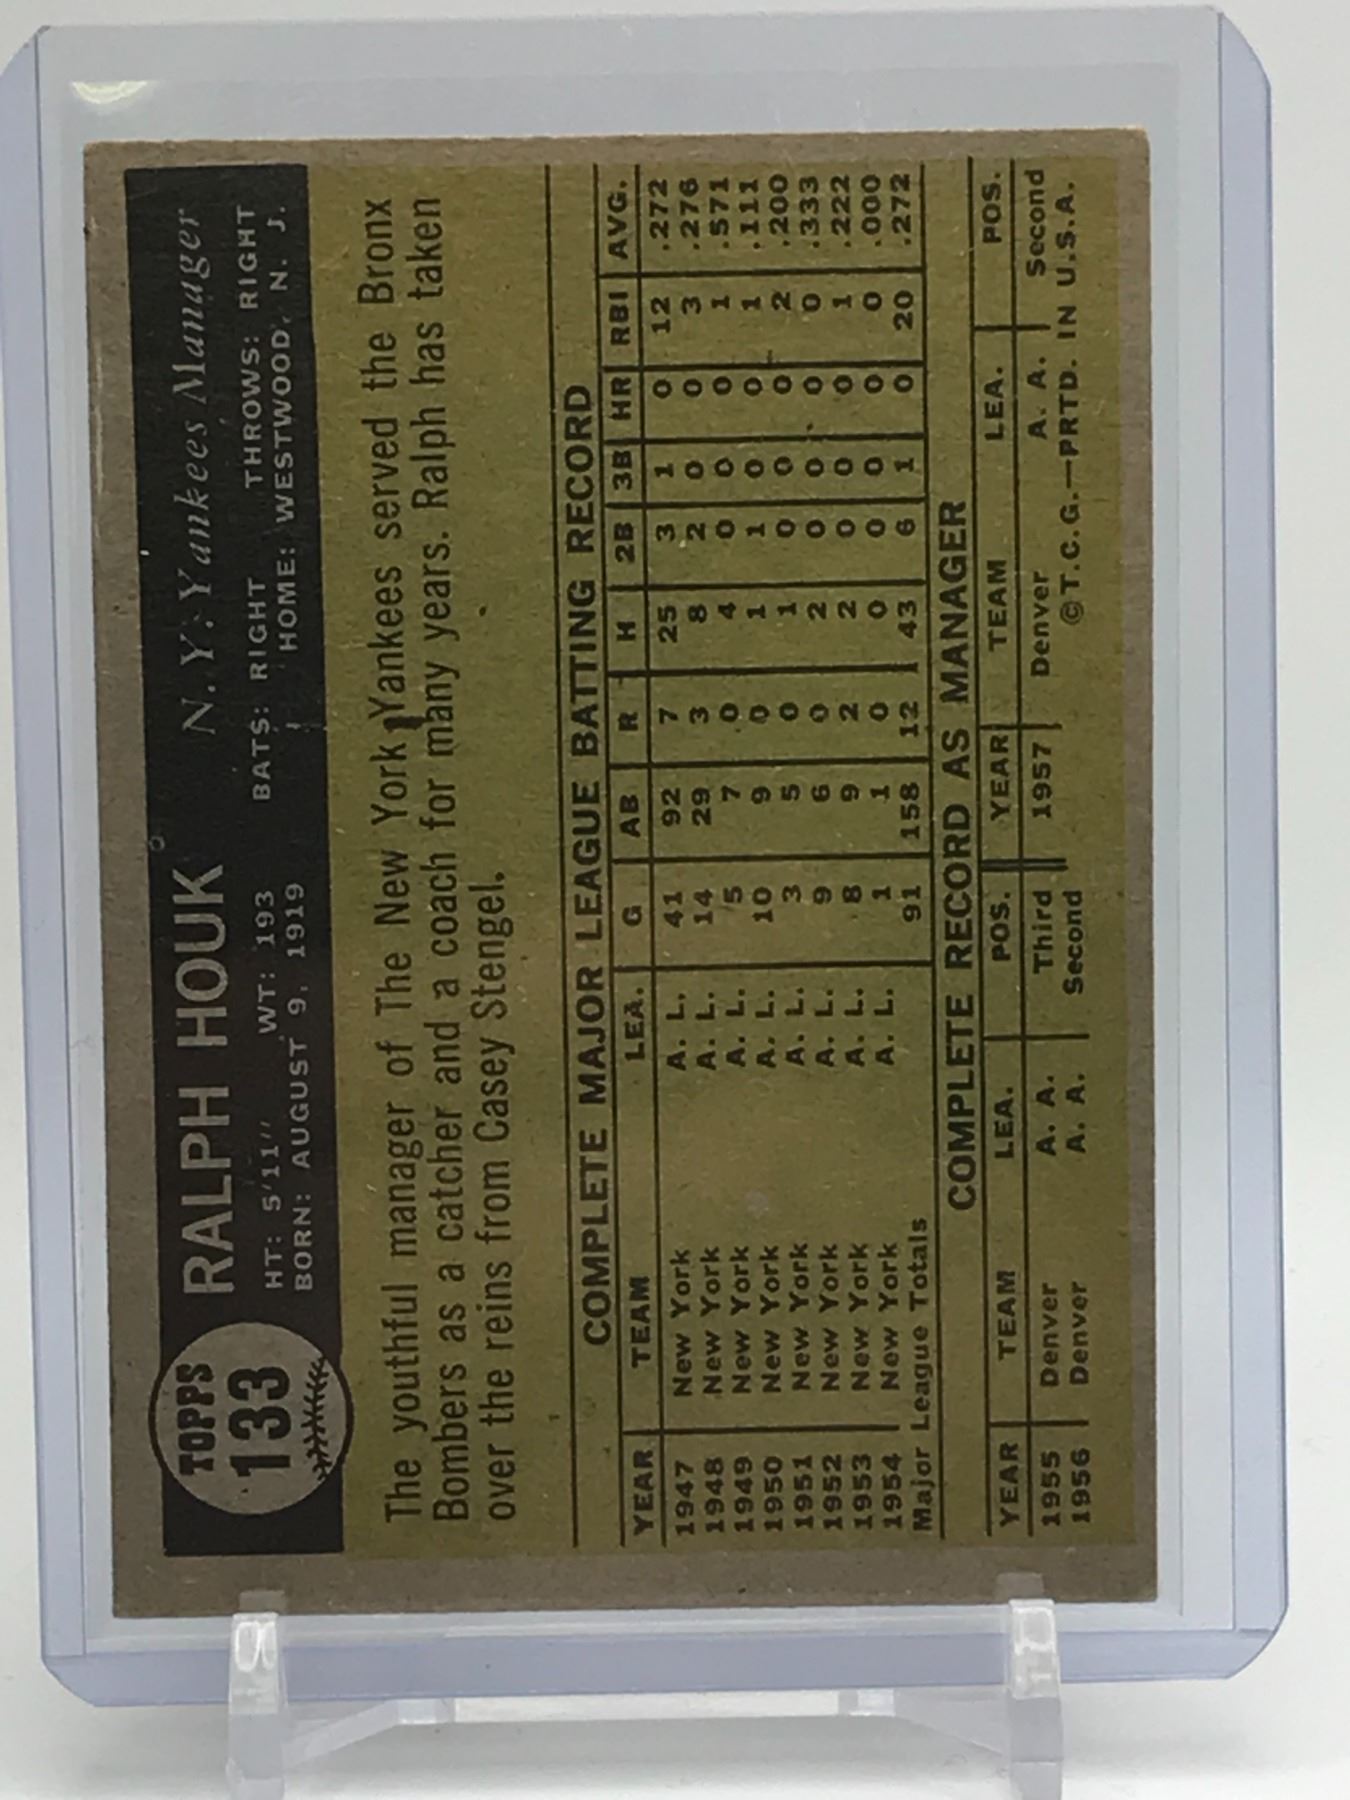 TOPPS
133
RALPH HOUK N. Y. Yankees Manager
HT: 5'11" WT: 193 BATS: RIGHT THROWS: RIGHT
BORN: AUGUST 9, 1919 HOME: WESTWOOD, N. J.
The youthful manager of The New York Yankees served the Bronx
Bombers as a catcher and a coach for many years. Ralph has taken
over the reins from Casey Stengel.
COMPLETE MAJOR LEAGUE BATTING RECORD
YEAR TEAM LEA. G AB R H 2B 3B HR RBI AVG.
1947 New York A. L. 41 92 7 25 3 1 0 12 .272
1948 New York A. L. 14 29 3 8 2 0 0 3 .276
1949 New York A. L. 5 7 0 4 0 0 0 1 .571
1950 New York A. L. 10 9 0 1 1 0 0 1 .111
1951 New York A. L. 3 5 0 1 0 0 0 2 .200
1952 New York A. L. 9 6 0 2 0 0 0 0 .333
1953 New York A. L. 8 9 2 2 0 0 0 1 .222
1954 New York A. L. 1 1 0 0 0 0 0 0 .000
Major League Totals 91 158 12 43 6 1 0 20 .272
COMPLETE RECORD AS MANAGER
YEAR TEAM LEA. POS. YEAR TEAM LEA. POS.
1955 Denver A. A. Third 1957 Denver A. A. Second
1956 Denver A. A. Second ©T.C.G.—PRTD. IN U.S.A.